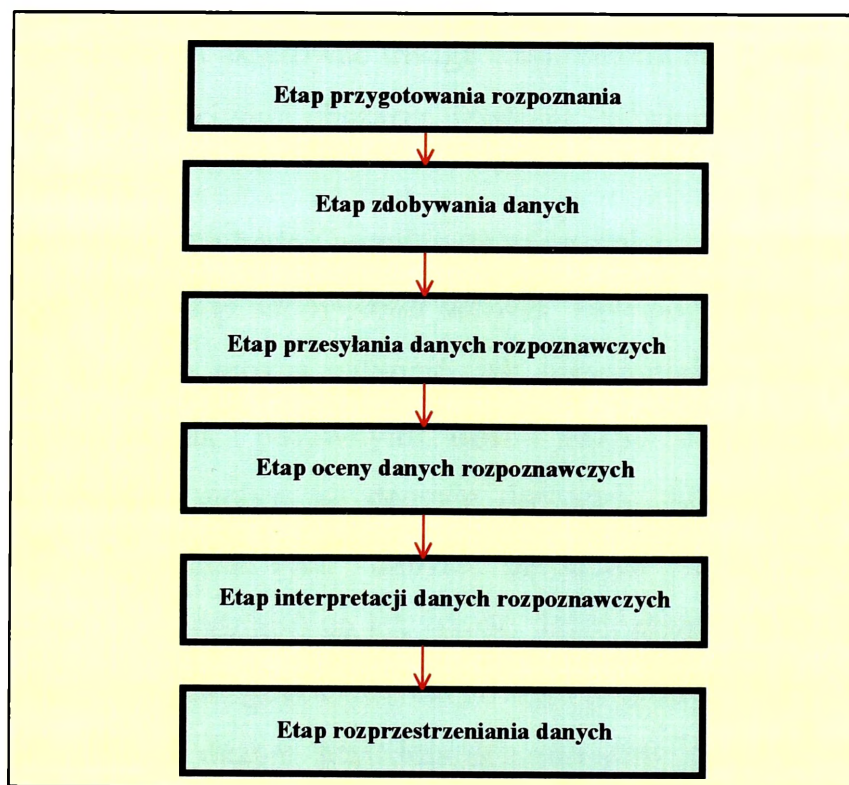 Etap przygotowania rozpoznania
Etap zdobywania danych
Etap przesyłania danych rozpoznawczych
Etap oceny danych rozpoznawczych
Etap interpretacji danych rozpoznawczych
Etap rozprzestrzeniania danych